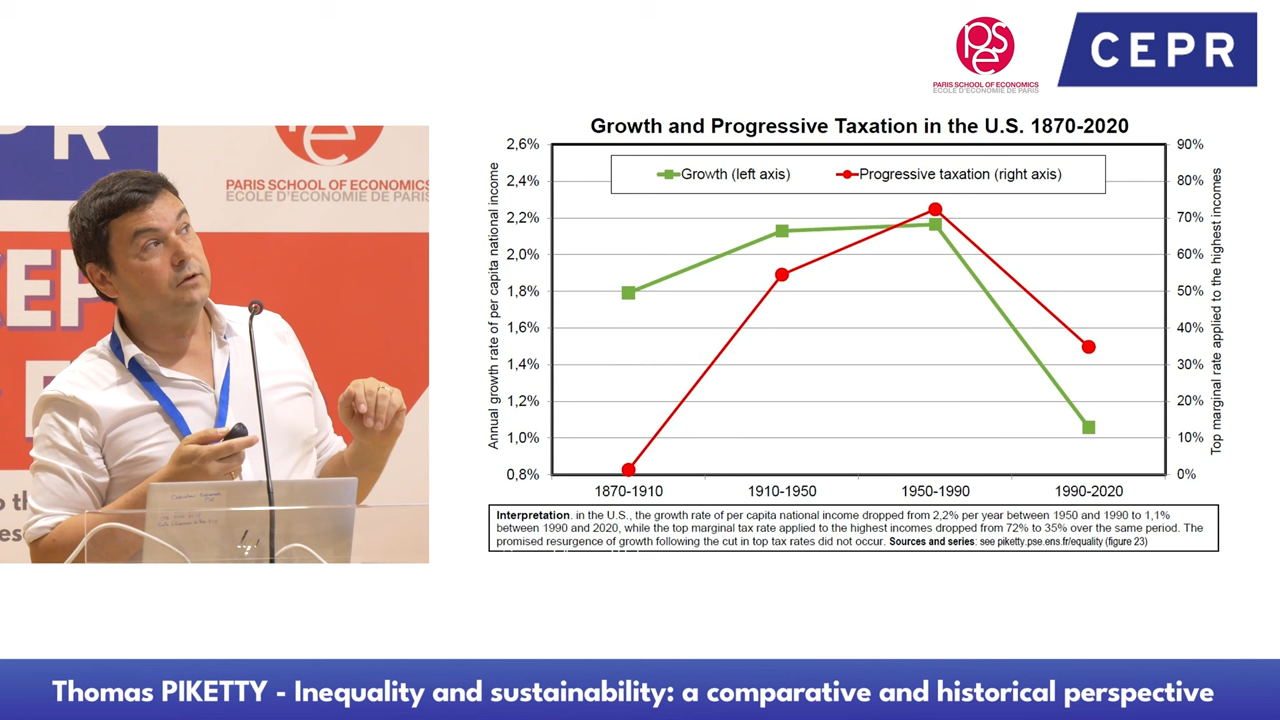 pse
PARIS SCHOOL OF ECONOMICS
ÉCOLE D'ÉCONOMIE DE PARIS
CEPR
PR
PARIS SCHOOL OF ECONOMICS
ÉCOLE D'ÉCONOMIE DE PARIS
Growth and Progressive Taxation in the U.S. 1870-2020
Growth (left axis)
Progressive taxation (right axis)
Annual growth rate of per capita national income
2,6%
2,4%
2,2%
2,0%
1,8%
1,6%
1,4%
1,2%
1,0%
0,8%
90%
80%
70%
60%
50%
40%
30%
20%
10%
0%
Top marginal rate applied to the highest incomes
1870-1910
1910-1950
1950-1990
1990-2020
Interpretation. in the U.S., the growth rate of per capita national income dropped from 2,2% per year between 1950 and 1990 to 1,1%
between 1990 and 2020, while the top marginal tax rate applied to the highest incomes dropped from 72% to 35% over the same period. The
promised resurgence of growth following the cut in top tax rates did not occur. Sources and series: see piketty.pse.ens.fr/equality (figure 23)
Thomas PIKETTY - Inequality and sustainability: a comparative and historical perspective